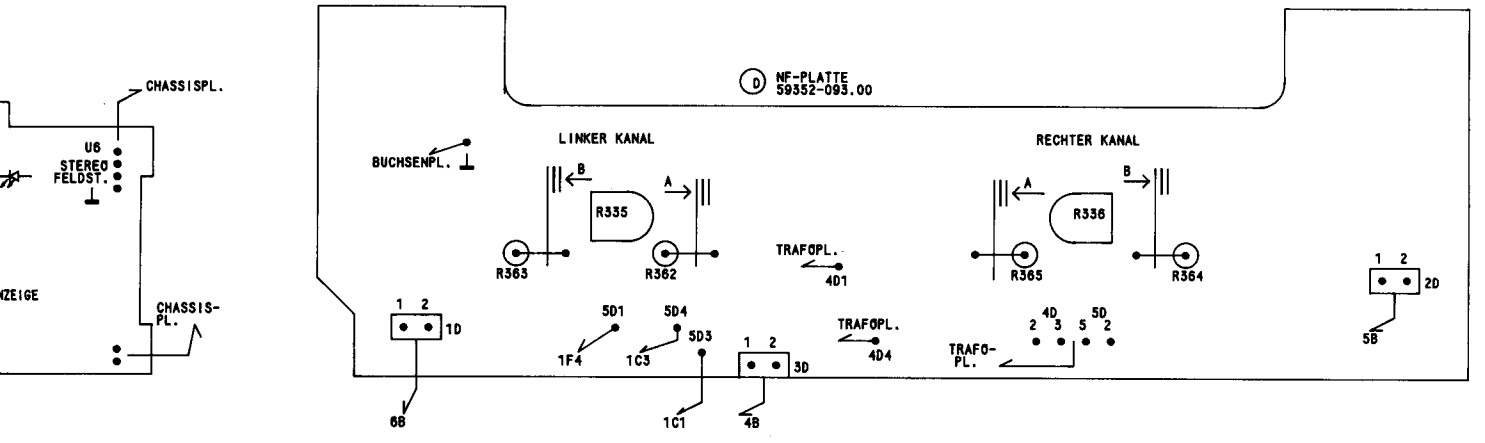 CHASSISPL.
U6
STEREO
FELDST.
NZEIGE
CHASSIS-
PL.
D
NF-PLATTE
59352-093.00
LINKER KANAL
RECHTER KANAL
BUCHSENPL.
B
A
A
B
R335
R336
R363
R362
R365
R364
TRAFOPL.
4D1
1 2
1D
6B
5D1
1F4
5D4
1C3
5D3
1C1
1 2
3D
4B
TRAFOPL.
4D4
4D 5D
2 3 5 2
TRAFO-
PL.
1 2
2D
5B